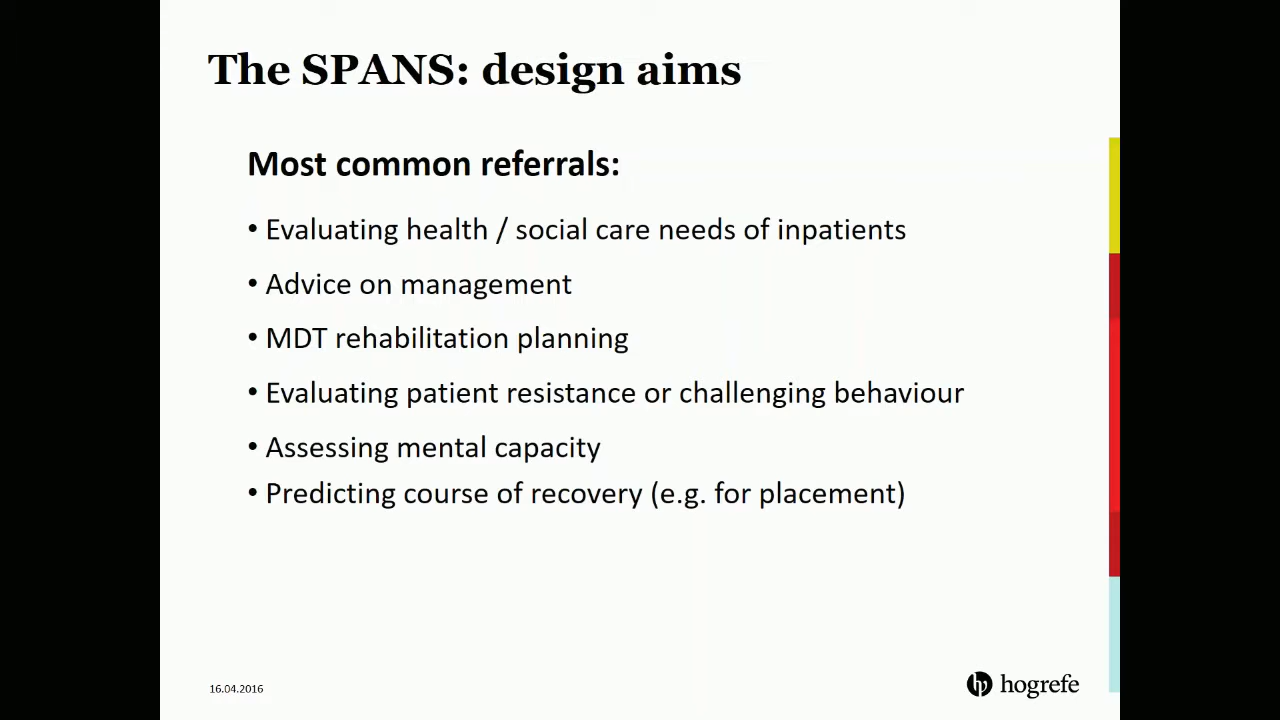 The SPANS: design aims
Most common referrals:
• Evaluating health / social care needs of inpatients
• Advice on management
• MDT rehabilitation planning
• Evaluating patient resistance or challenging behaviour
• Assessing mental capacity
• Predicting course of recovery (e.g. for placement)
16.04.2016
hogrefe